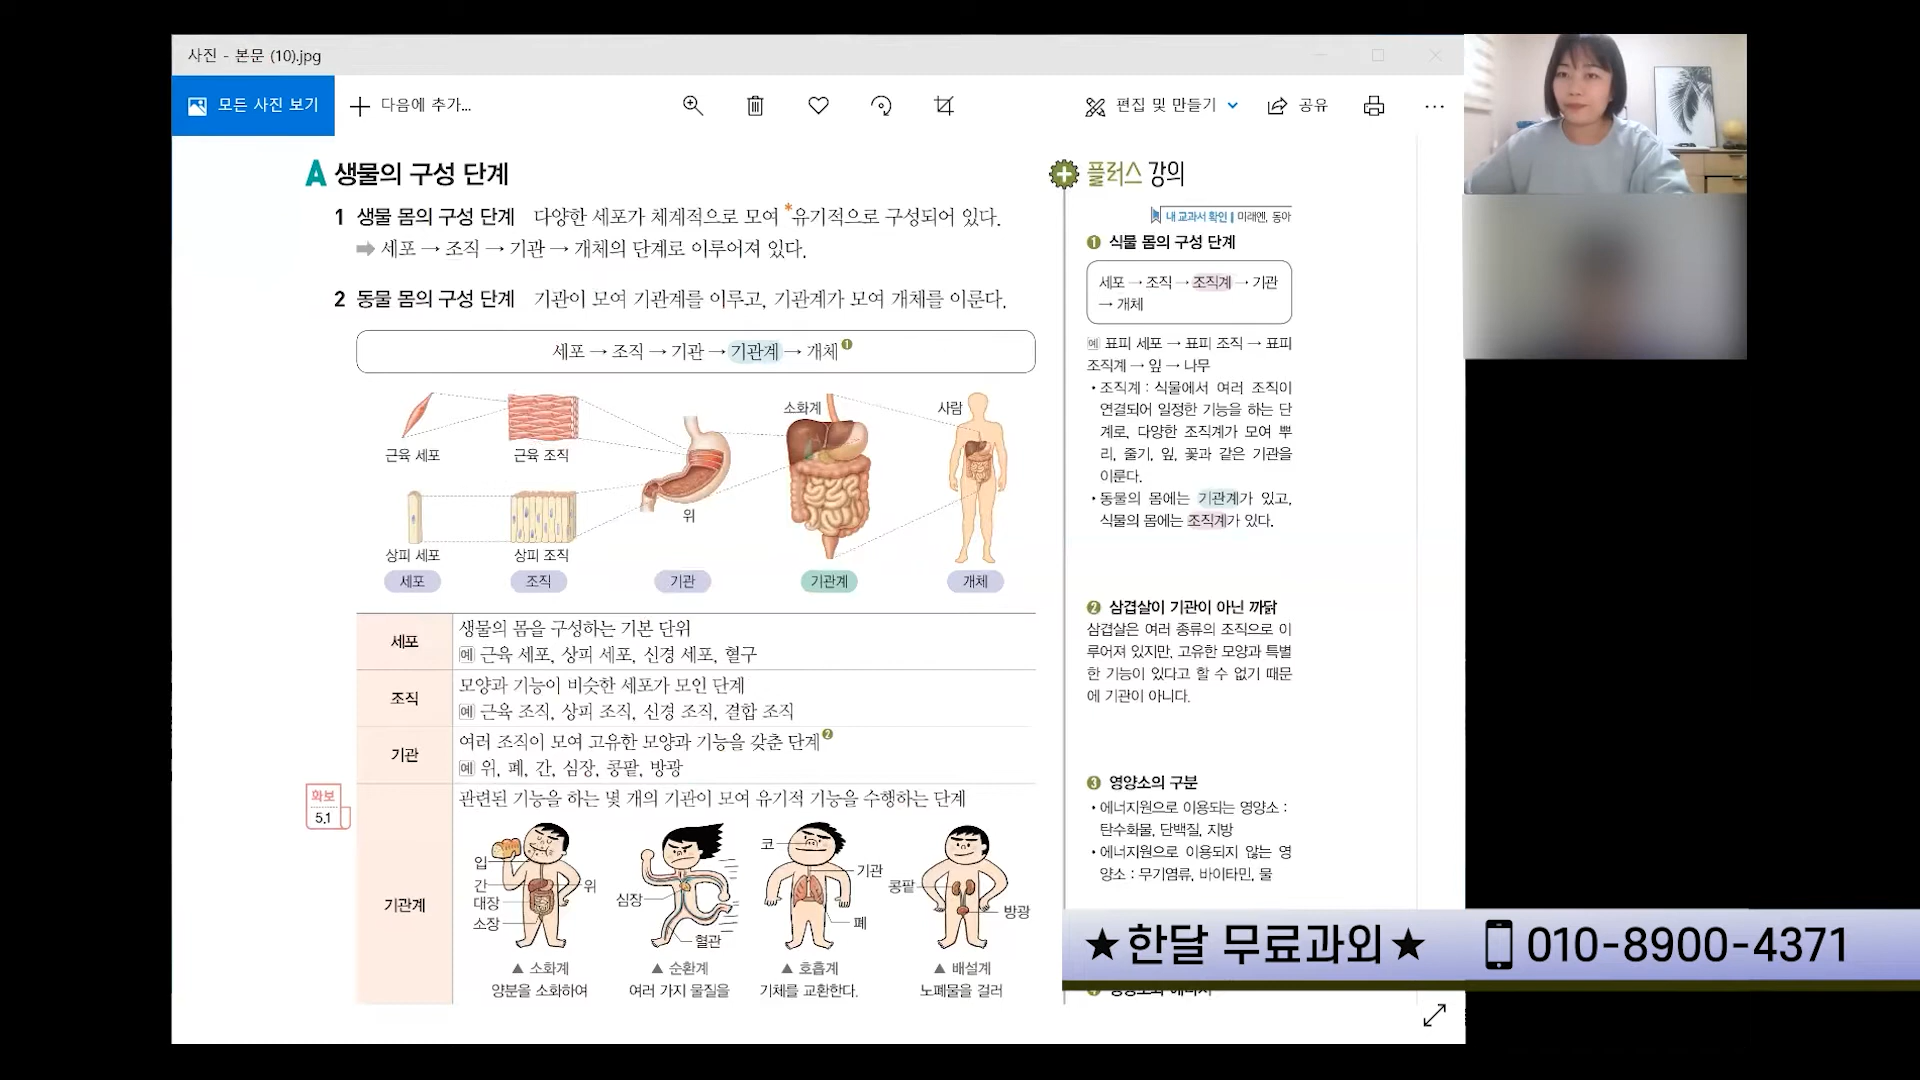 사진 - 본문 (10).jpg
모든 사진 보기
다음에 추가...
편집 및 만들기
공유
A 생물의 구성 단계
1 생물 몸의 구성 단계 다양한 세포가 체계적으로 모여 *유기적으로 구성되어 있다.
➡ 세포 → 조직 → 기관 → 개체의 단계로 이루어져 있다.
2 동물 몸의 구성 단계 기관이 모여 기관계를 이루고, 기관계가 모여 개체를 이룬다.
세포 → 조직 → 기관 → 기관계 → 개체❶
소화계
사람
근육 세포
근육 조직
위
상피 세포
상피 조직
세포
조직
기관
기관계
개체
세포
생물의 몸을 구성하는 기본 단위
예 근육 세포, 상피 세포, 신경 세포, 혈구
조직
모양과 기능이 비슷한 세포가 모인 단계
예 근육 조직, 상피 조직, 신경 조직, 결합 조직
기관
여러 조직이 모여 고유한 모양과 기능을 갖춘 단계❷
예 위, 폐, 간, 심장, 콩팥, 방광
화보
5.1
기관계
관련된 기능을 하는 몇 개의 기관이 모여 유기적 기능을 수행하는 단계
입
간
대장
소장
위
심장
혈관
코
기관
폐
콩팥
방광
▲ 소화계
양분을 소화하여
▲ 순환계
여러 가지 물질을
▲ 호흡계
기체를 교환한다.
▲ 배설계
노폐물을 걸러
플러스 강의
내 교과서 확인 | 미래엔, 동아
❶ 식물 몸의 구성 단계
세포 → 조직 → 조직계 → 기관
→ 개체
예 표피 세포 → 표피 조직 → 표피
조직계 → 잎 → 나무
• 조직계 : 식물에서 여러 조직이
연결되어 일정한 기능을 하는 단
계로, 다양한 조직계가 모여 뿌
리, 줄기, 잎, 꽃과 같은 기관을
이룬다.
• 동물의 몸에는 기관계가 있고,
식물의 몸에는 조직계가 있다.
❷ 삼겹살이 기관이 아닌 까닭
삼겹살은 여러 종류의 조직으로 이
루어져 있지만, 고유한 모양과 특별
한 기능이 있다고 할 수 없기 때문
에 기관이 아니다.
❸ 영양소의 구분
• 에너지원으로 이용되는 영양소 :
탄수화물, 단백질, 지방
• 에너지원으로 이용되지 않는 영
양소 : 무기염류, 바이타민, 물
★한달 무료과외★ 010-8900-4371